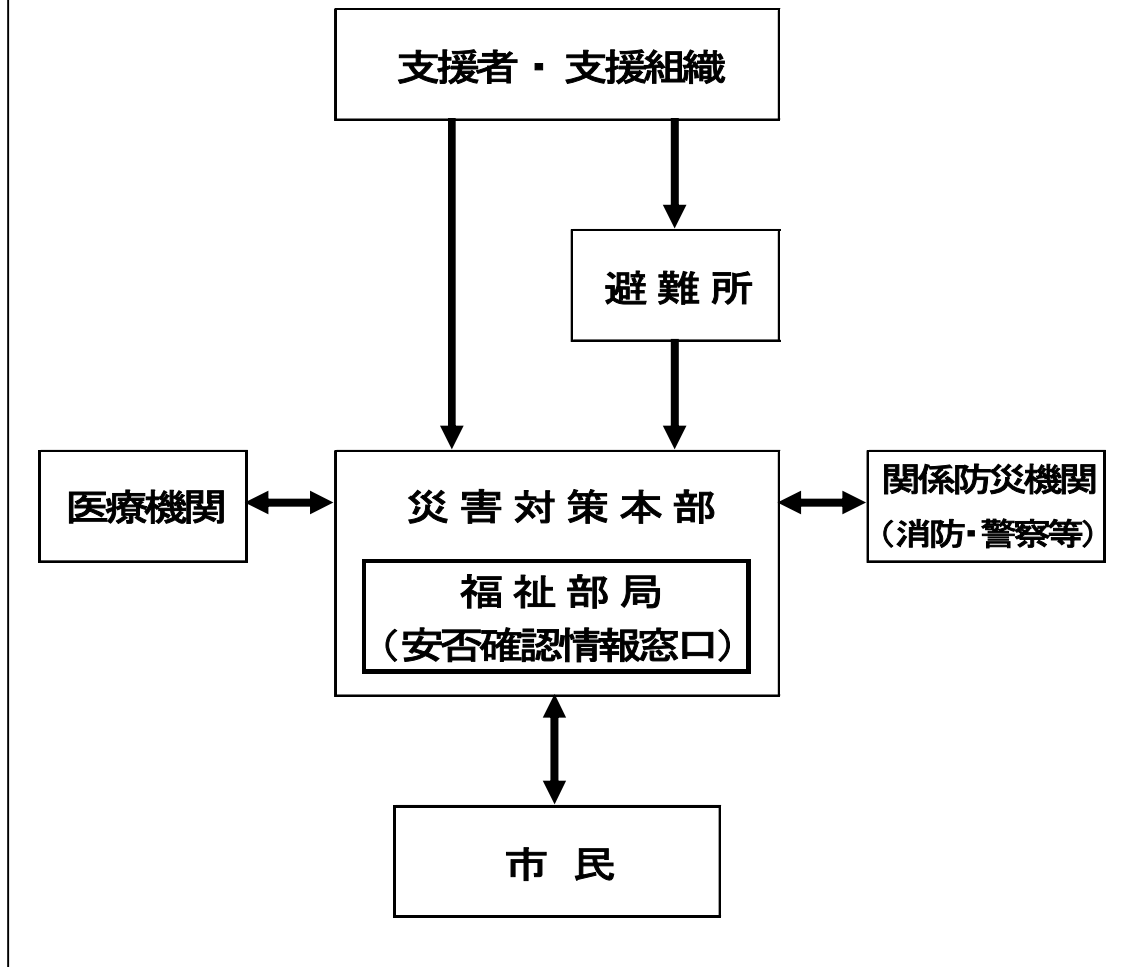 支援者・支援組織
避難所
医療機関
災害対策本部
関係防災機関
（消防・警察等）
福祉部局
（安否確認情報窓口）
市民